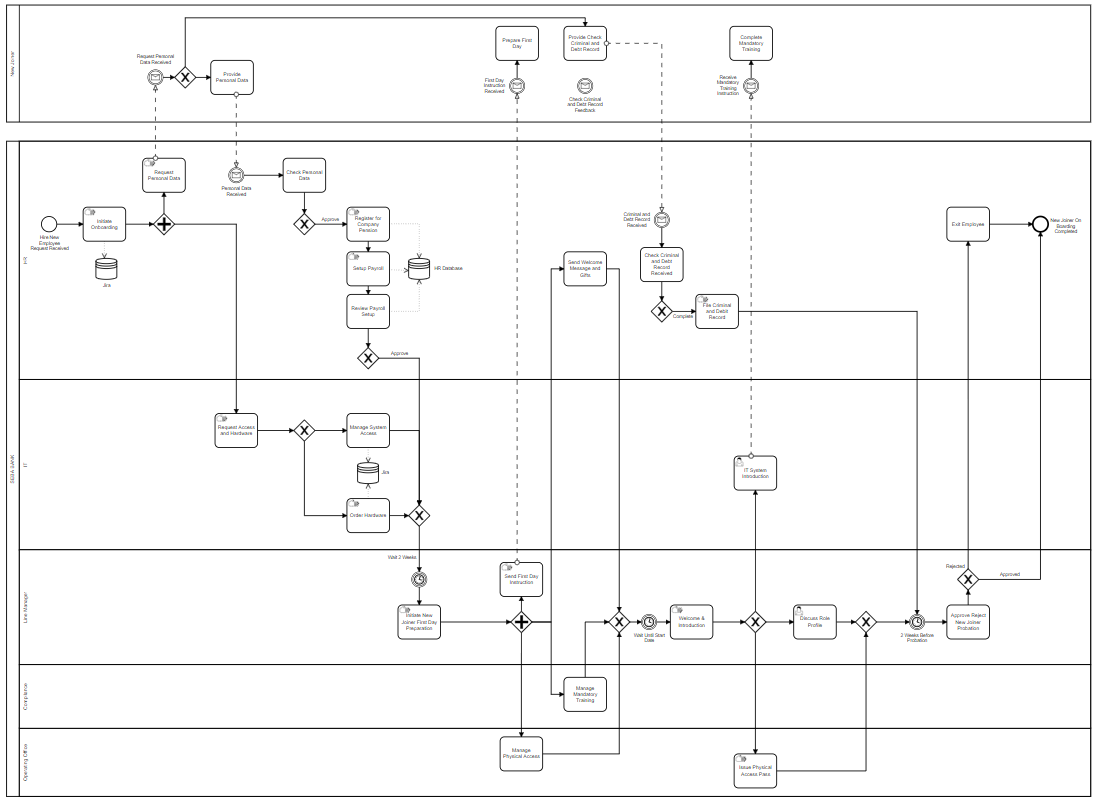 New Joiner
Request Personal
Data Received
Provide
Personal Data
Prepare First
Day
First Day
Instruction
Received
Provide Check
Criminal and
Debt Record
Check Criminal
and Debt Record
Feedback
Complete
Mandatory
Training
Receive
Mandatory
Training
Instruction
SEBA BANK
HR
Hire New
Employee
Request Received
Initiate
Onboarding
Jira
Request
Personal Data
Personal Data
Received
Check Personal
Data
Approve
Register for
Company
Pension
Setup Payroll
HR Database
Review Payroll
Setup
Approve
Send Welcome
Message and
Gifts
Criminal and
Debt Record
Received
Check Criminal
and Debt
Record
Received
Complete
File Criminal
and Debt
Record
Exit Employee
New Joiner On
Boarding
Completed
IT
Request Access
and Hardware
Manage System
Access
Jira
Order Hardware
IT System
Introduction
Line Manager
Wait 2 Weeks
Initiate New
Joiner First Day
Preparation
Send First Day
Instruction
Wait Until Start
Date
Welcome &
Introduction
Discuss Role
Profile
2 Weeks Before
Probation
Rejected
Approved
Approve Reject
New Joiner
Probation
Compliance
Manage
Mandatory
Training
Operating Office
Manage
Physical Access
Issue Physical
Access Pass